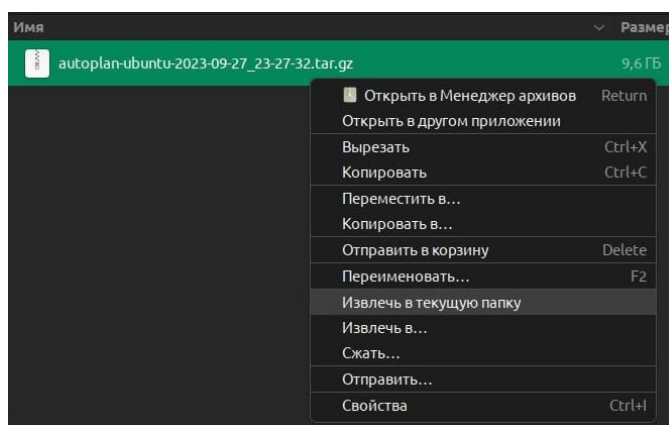 Имя Размер
autoplan-ubuntu-2023-09-27_23-27-32.tar.gz 9,6 ГБ
Открыть в Менеджер архивов Return
Открыть в другом приложении
Вырезать Ctrl+X
Копировать Ctrl+C
Переместить в…
Копировать в…
Отправить в корзину Delete
Переименовать… F2
Извлечь в текущую папку
Извлечь в…
Сжать…
Отправить…
Свойства Ctrl+I